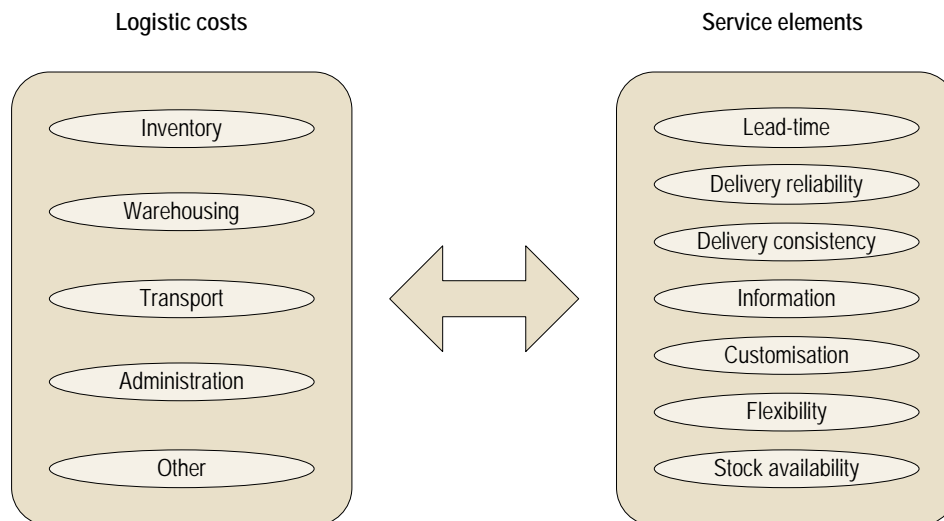 Logistic costs
Inventory
Warehousing
Transport
Administration
Other
Service elements
Lead-time
Delivery reliability
Delivery consistency
Information
Customisation
Flexibility
Stock availability